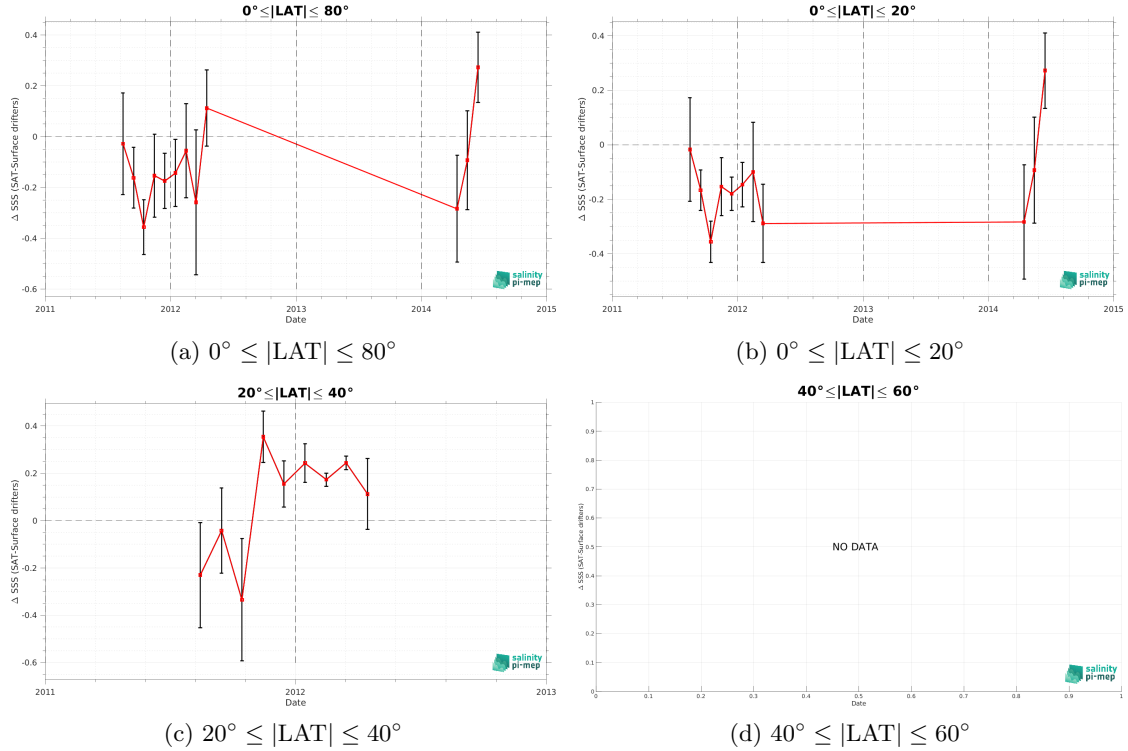 0°≤|LAT|≤ 80°
Δ SSS (SAT-Surface drifters)
0.4
0.2
0
-0.2
-0.4
-0.6
2011
2012
2013
2014
2015
Date
salinity
pi-mep
(a) 0° ≤ |LAT| ≤ 80°
0°≤|LAT|≤ 20°
Δ SSS (SAT-Surface drifters)
0.4
0.2
0
-0.2
-0.4
2011
2012
2013
2014
2015
Date
salinity
pi-mep
(b) 0° ≤ |LAT| ≤ 20°
20°≤|LAT|≤ 40°
Δ SSS (SAT-Surface drifters)
0.4
0.2
0
-0.2
-0.4
-0.6
2011
2012
2013
Date
salinity
pi-mep
(c) 20° ≤ |LAT| ≤ 40°
40°≤|LAT|≤ 60°
Δ SSS (SAT-Surface drifters)
1
0.9
0.8
0.7
0.6
0.5
0.4
0.3
0.2
0.1
0
NO DATA
0
0.1
0.2
0.3
0.4
0.5
0.6
0.7
0.8
0.9
1
Date
salinity
pi-mep
(d) 40° ≤ |LAT| ≤ 60°